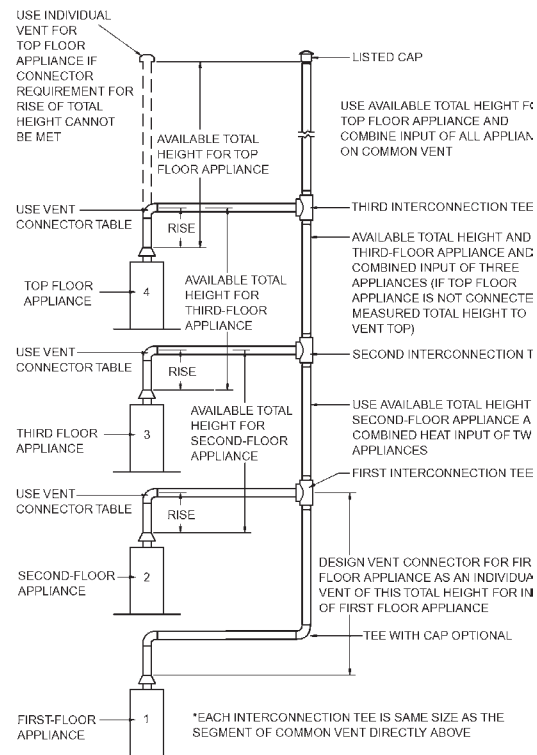 USE INDIVIDUAL
VENT FOR
TOP FLOOR
APPLIANCE IF
CONNECTOR
REQUIREMENT FOR
RISE OF TOTAL
HEIGHT CANNOT
BE MET
LISTED CAP
USE AVAILABLE TOTAL HEIGHT
TOP FLOOR APPLIANCE AND
COMBINE INPUT OF ALL
ON COMMON VENT
AVAILABLE TOTAL
HEIGHT FOR TOP
FLOOR APPLIANCE
USE VENT
CONNECTOR TABLE
RISE
THIRD INTERCONNECTION TEE
AVAILABLE TOTAL HEIGHT AND
THIRD-FLOOR APPLIANCE AND
COMBINED INPUT OF THREE
APPLIANCES (IF TOP FLOOR
APPLIANCE IS NOT
MEASURED TOTAL HEIGHT TO
VENT TOP)
TOP FLOOR
APPLIANCE
4
AVAILABLE TOTAL
HEIGHT FOR
THIRD-FLOOR
APPLIANCE
USE VENT
CONNECTOR TABLE
RISE
SECOND INTERCONNECTION T
THIRD FLOOR
APPLIANCE
3
AVAILABLE TOTAL
HEIGHT FOR
SECOND-FLOOR
APPLIANCE
USE AVAILABLE TOTAL HEIGHT
SECOND-FLOOR APPLIANCE A
COMBINED HEAT INPUT OF TW
APPLIANCES
FIRST INTERCONNECTION TEE
USE VENT
CONNECTOR TABLE
RISE
SECOND-FLOOR
APPLIANCE
2
DESIGN VENT CONNECTOR FOR FIR
FLOOR APPLIANCE AS AN INDIVIDUA
VENT OF THIS TOTAL HEIGHT FOR
OF FIRST FLOOR APPLIANCE
TEE WITH CAP OPTIONAL
FIRST-FLOOR
APPLIANCE
1
*EACH INTERCONNECTION TEE IS SAME SIZE AS THE
SEGMENT OF COMMON VENT DIRECTLY ABOVE